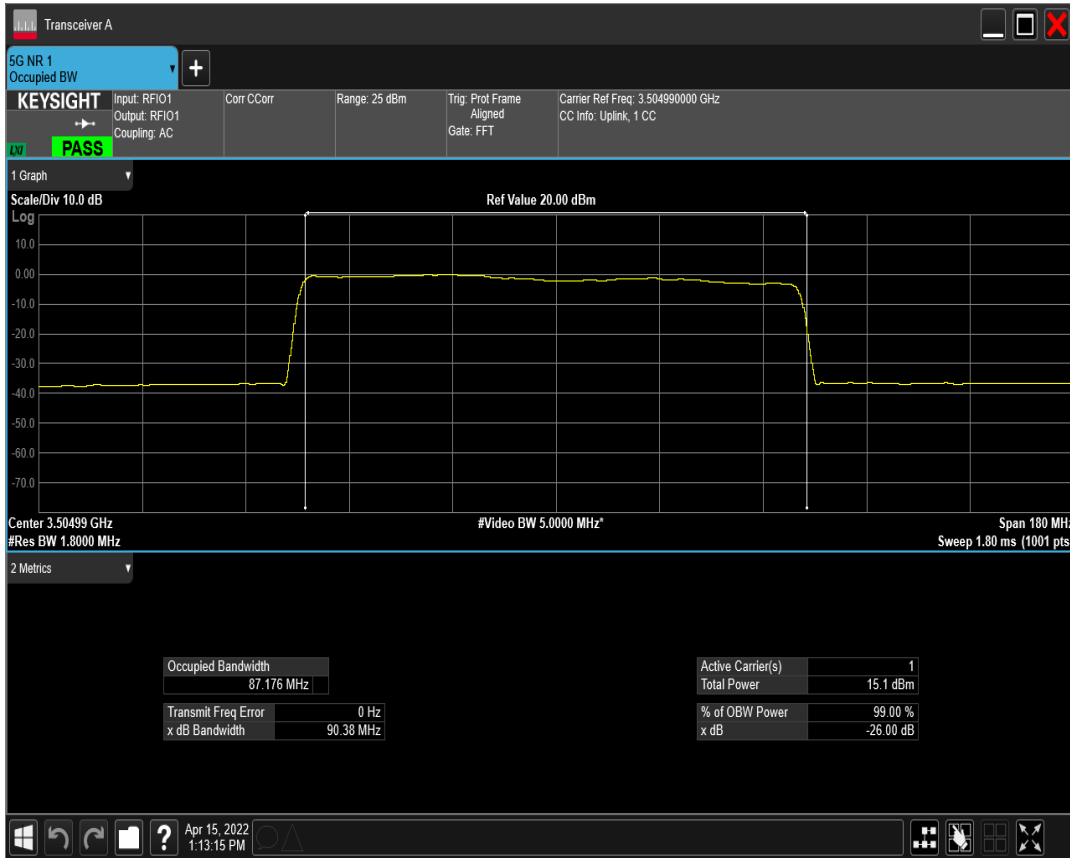 Transceiver A
5G NR 1
Occupied BW
+
KEYSIGHT
LXI
PASS
Input: RFIO1
Output: RFIO1
Coupling: AC
Corr CCorr
Range: 25 dBm
Trig: Prot Frame
Aligned
Gate: FFT
Carrier Ref Freq: 3.504990000 GHz
CC Info: Uplink, 1 CC
1 Graph
Scale/Div 10.0 dB
Ref Value 20.00 dBm
Log
10.0
0.00
-10.0
-20.0
-30.0
-40.0
-50.0
-60.0
-70.0
Center 3.50499 GHz
#Video BW 5.0000 MHz*
Span 180 MHz
#Res BW 1.8000 MHz
Sweep 1.80 ms (1001 pts
2 Metrics
Occupied Bandwidth
87.176 MHz
Transmit Freq Error 0 Hz
x dB Bandwidth 90.38 MHz
Active Carrier(s) 1
Total Power 15.1 dBm
% of OBW Power 99.00 %
x dB -26.00 dB
?
Apr 15, 2022
1:13:15 PM